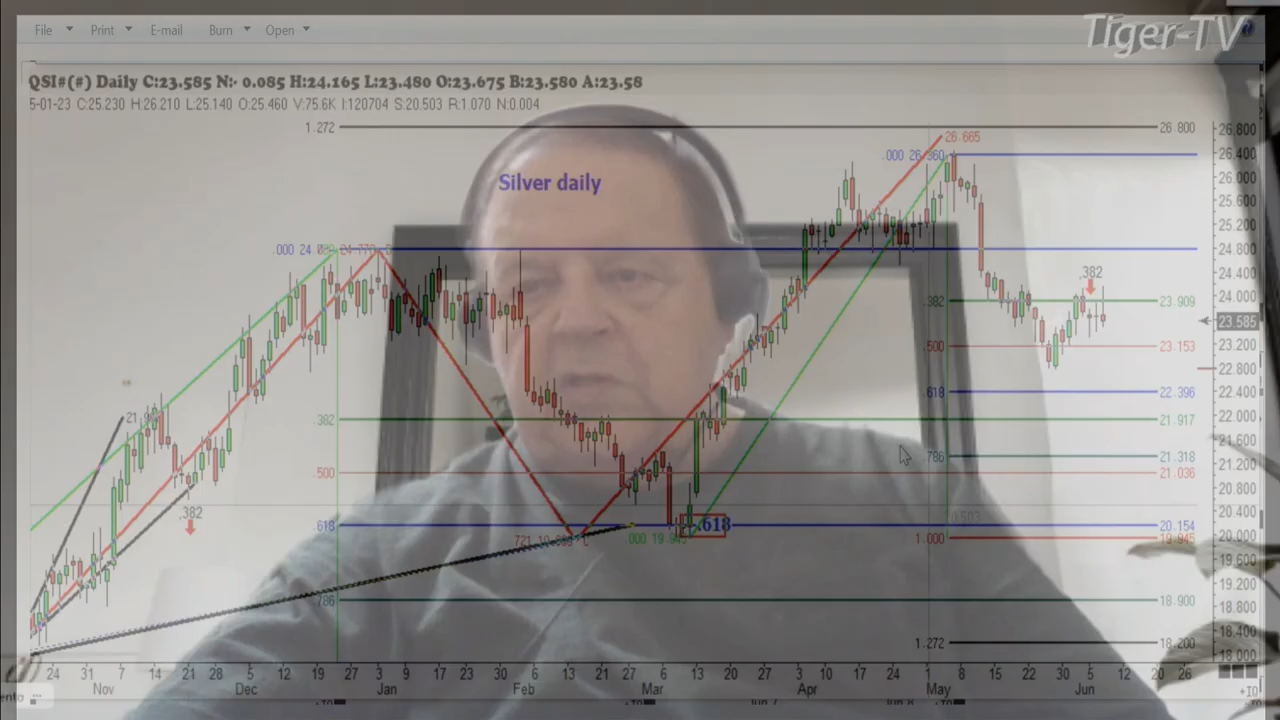 Tiger-TV
File Print E-mail Burn Open
QSI#(#) Daily C:23.585 N:- 0.085 H:24.165 L:23.480 O:23.675 B:23.580 A:23.58
5-01-23 C:25.230 H:26.210 L:25.140 O:25.460 V:75.6K I:120704 S:20.503 R:1.070 N:0.004
1.272 26.800 26.800
26.665
.000 26.360 26.400
Silver daily
26.000
25.600
25.200
24.800
24.400
.382
24.000
.382 23.909
23.585
23.200
.500 23.153
22.800
.618 22.396 22.400
22.000
.382 21.917
21.600
.786 21.318
21.200
.500 21.036
20.800
.382
20.400
.618 .618 20.154
20.000
1.000 19.945
19.600
19.200
.786 18.900
18.800
18.400
1.272 18.200
18.000
24 31 7 14 21 28 5 12 19 27 3 9 17 23 30 6 13 21 27 6 13 20 27 3 10 17 24 1 8 15 22 30 5 12 20 26
Nov Dec Jan Feb Mar Apr May Jun